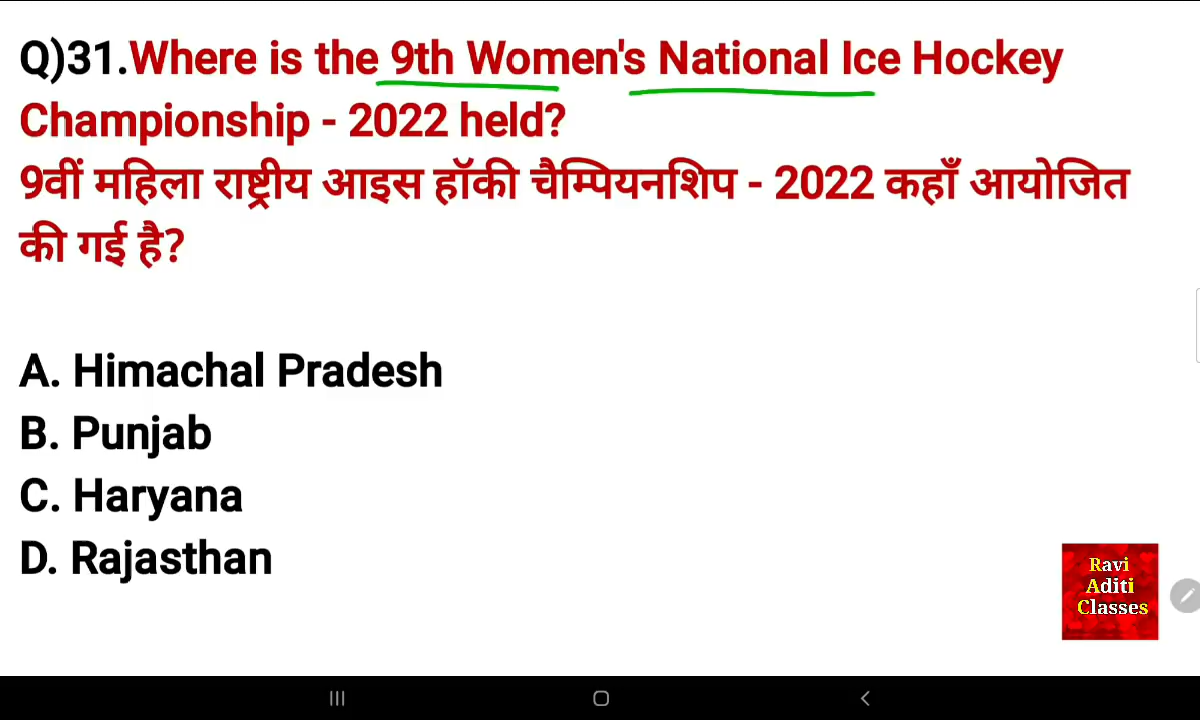 Q)31.Where is the 9th Women's National Ice Hockey
Championship - 2022 held?
9वीं महिला राष्ट्रीय आइस हॉकी चैम्पियनशिप - 2022 कहाँ आयोजित
की गई है?
A. Himachal Pradesh
B. Punjab
C. Haryana
D. Rajasthan
Ravi
Aditi
Classes